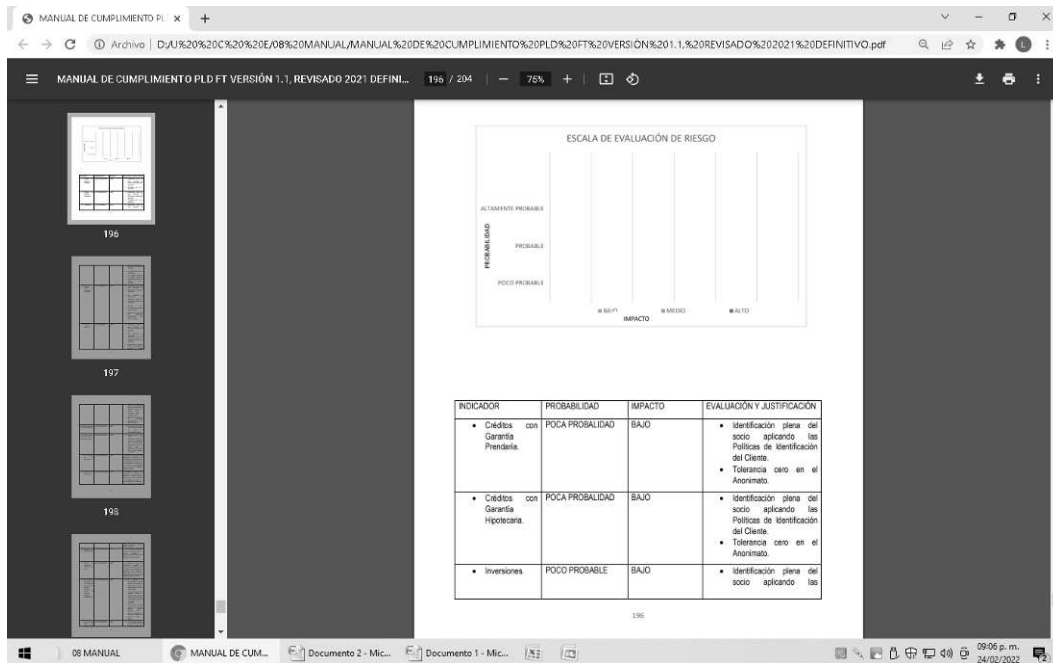 MANUAL DE CUMPLIMIENTO PL
Archivo | D:/U%20%20C%20%20E/08%20MANUAL/MANUAL%20DE%20CUMPLIMIENTO%20PLD%20FT%20VERSIÓN%201.1,%20REVISADO%202021%20DEFINITIVO.pdf
L
MANUAL DE CUMPLIMIENTO PLD FT VERSIÓN 1.1, REVISADO 2021 DEFINI...
196 / 204
75%
196
197
198
ESCALA DE EVALUACIÓN DE RIESGO
PROBABILIDAD
ALTAMENTE PROBABLE
PROBABLE
POCO PROBABLE
BAJO MEDIO ALTO
IMPACTO
INDICADOR PROBABILIDAD IMPACTO EVALUACIÓN Y JUSTIFICACIÓN
• Créditos con POCA PROBALIDAD BAJO • Identificación plena del
Garantía socio aplicando las
Prendaria. Políticas de Identificación
del Cliente.
• Tolerancia cero en el
Anonimato.
• Créditos con POCA PROBALIDAD BAJO • Identificación plena del
Garantía socio aplicando las
Hipotecaria. Políticas de Identificación
del Cliente.
• Tolerancia cero en el
Anonimato.
• Inversiones. POCO PROBABLE BAJO • Identificación plena del
socio aplicando las
196
08 MANUAL
MANUAL DE CUM...
Documento 2 - Mic...
Documento 1 - Mic...
09:06 p. m.
24/02/2022